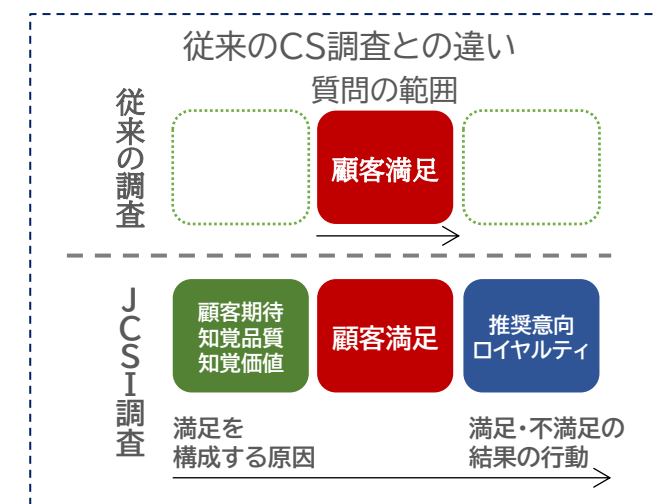 従来のCS調査との違い
質問の範囲
従来の調査
顧客満足
JCSI調査
顧客期待
知覚品質
知覚価値
顧客満足
推奨意向
ロイヤルティ
満足を
構成する原因
満足・不満足の
結果の行動